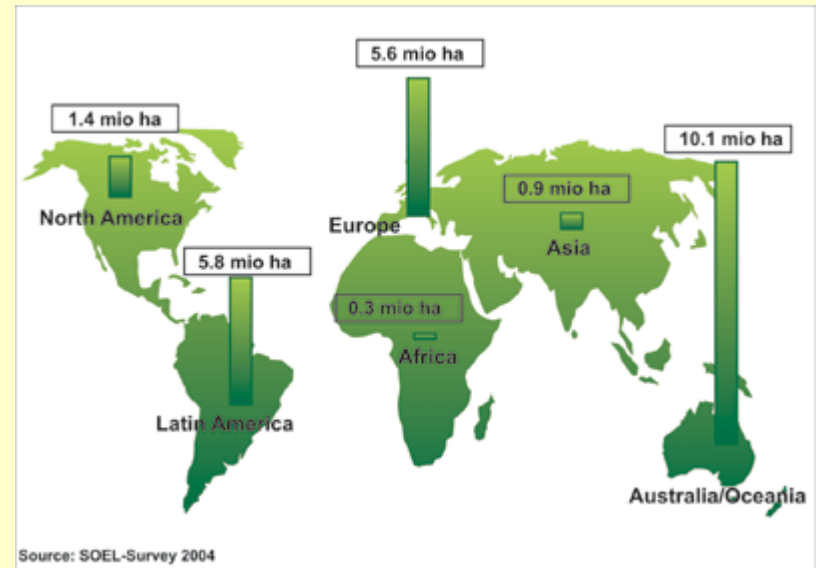 5.6 mio ha
1.4 mio ha
10.1 mio ha
0.9 mio ha
North America
Europe
Asia
5.8 mio ha
0.3 mio ha
Africa
Latin America
Australia/Oceania
Source: SOEL-Survey 2004